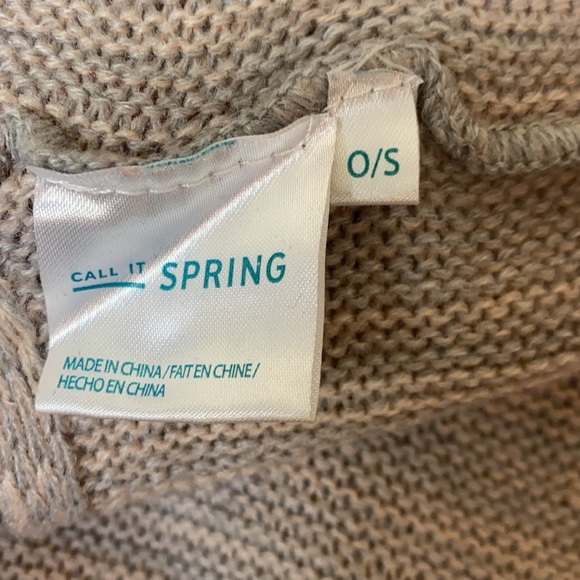 O/S
CALL IT SPRING
MADE IN CHINA/FAIT EN CHINE/
HECHO EN CHINA